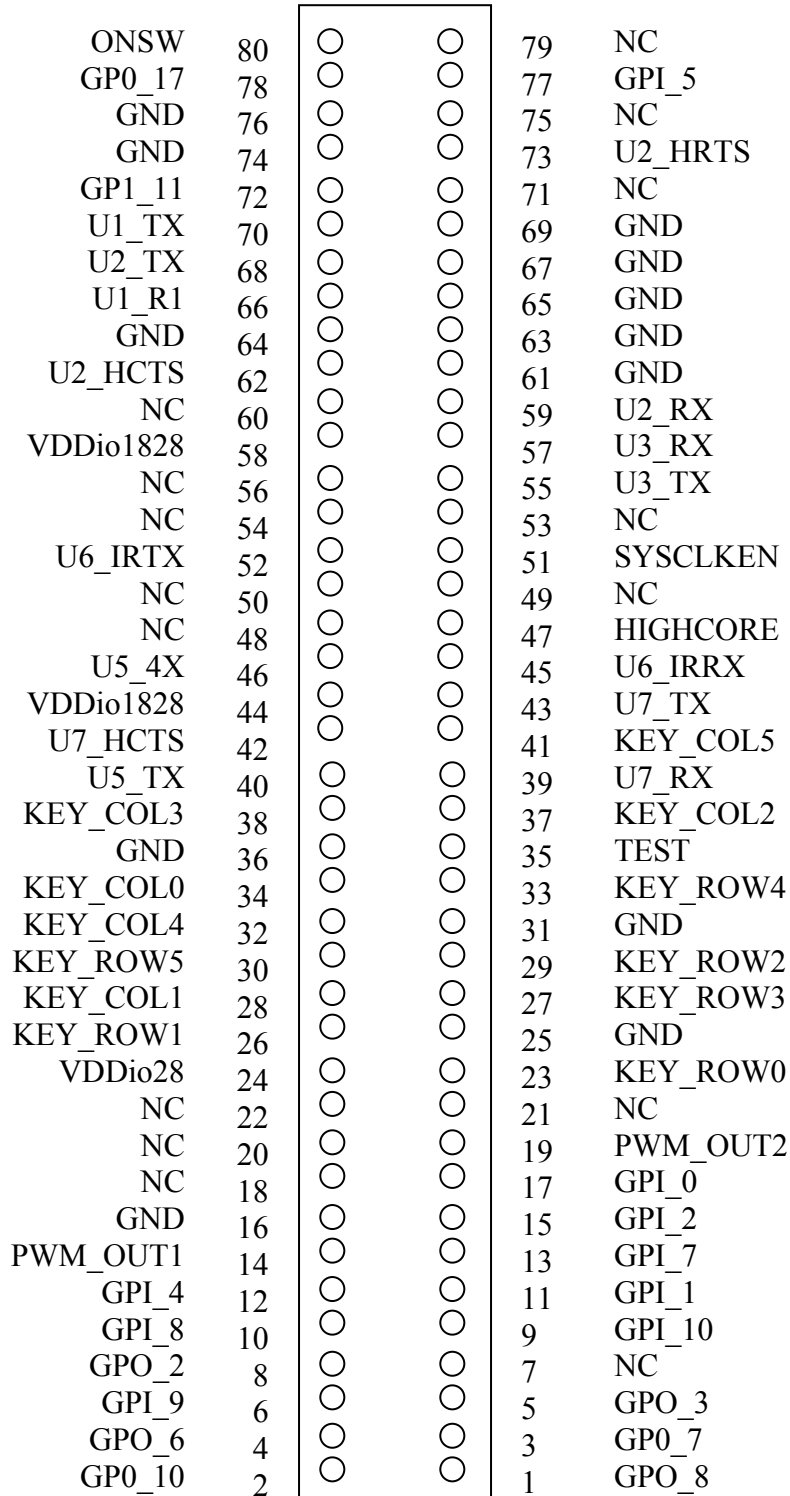 ONSW 80 79 NC
GP0_17 78 77 GPI_5
GND 76 75 NC
GND 74 73 U2_HRTS
GP1_11 72 71 NC
U1_TX 70 69 GND
U2_TX 68 67 GND
U1_R1 66 65 GND
GND 64 63 GND
U2_HCTS 62 61 GND
NC 60 59 U2_RX
VDDio1828 58 57 U3_RX
NC 56 55 U3_TX
NC 54 53 NC
U6_IRTX 52 51 SYSCLKEN
NC 50 49 NC
NC 48 47 HIGHCORE
U5_4X 46 45 U6_IRRX
VDDio1828 44 43 U7_TX
U7_HCTS 42 41 KEY_COL5
U5_TX 40 39 U7_RX
KEY_COL3 38 37 KEY_COL2
GND 36 35 TEST
KEY_COL0 34 33 KEY_ROW4
KEY_COL4 32 31 GND
KEY_ROW5 30 29 KEY_ROW2
KEY_COL1 28 27 KEY_ROW3
KEY_ROW1 26 25 GND
VDDio28 24 23 KEY_ROW0
NC 22 21 NC
NC 20 19 PWM_OUT2
NC 18 17 GPI_0
GND 16 15 GPI_2
PWM_OUT1 14 13 GPI_7
GPI_4 12 11 GPI_1
GPI_8 10 9 GPI_10
GPO_2 8 7 NC
GPI_9 6 5 GPO_3
GPO_6 4 3 GP0_7
GP0_10 2 1 GPO_8